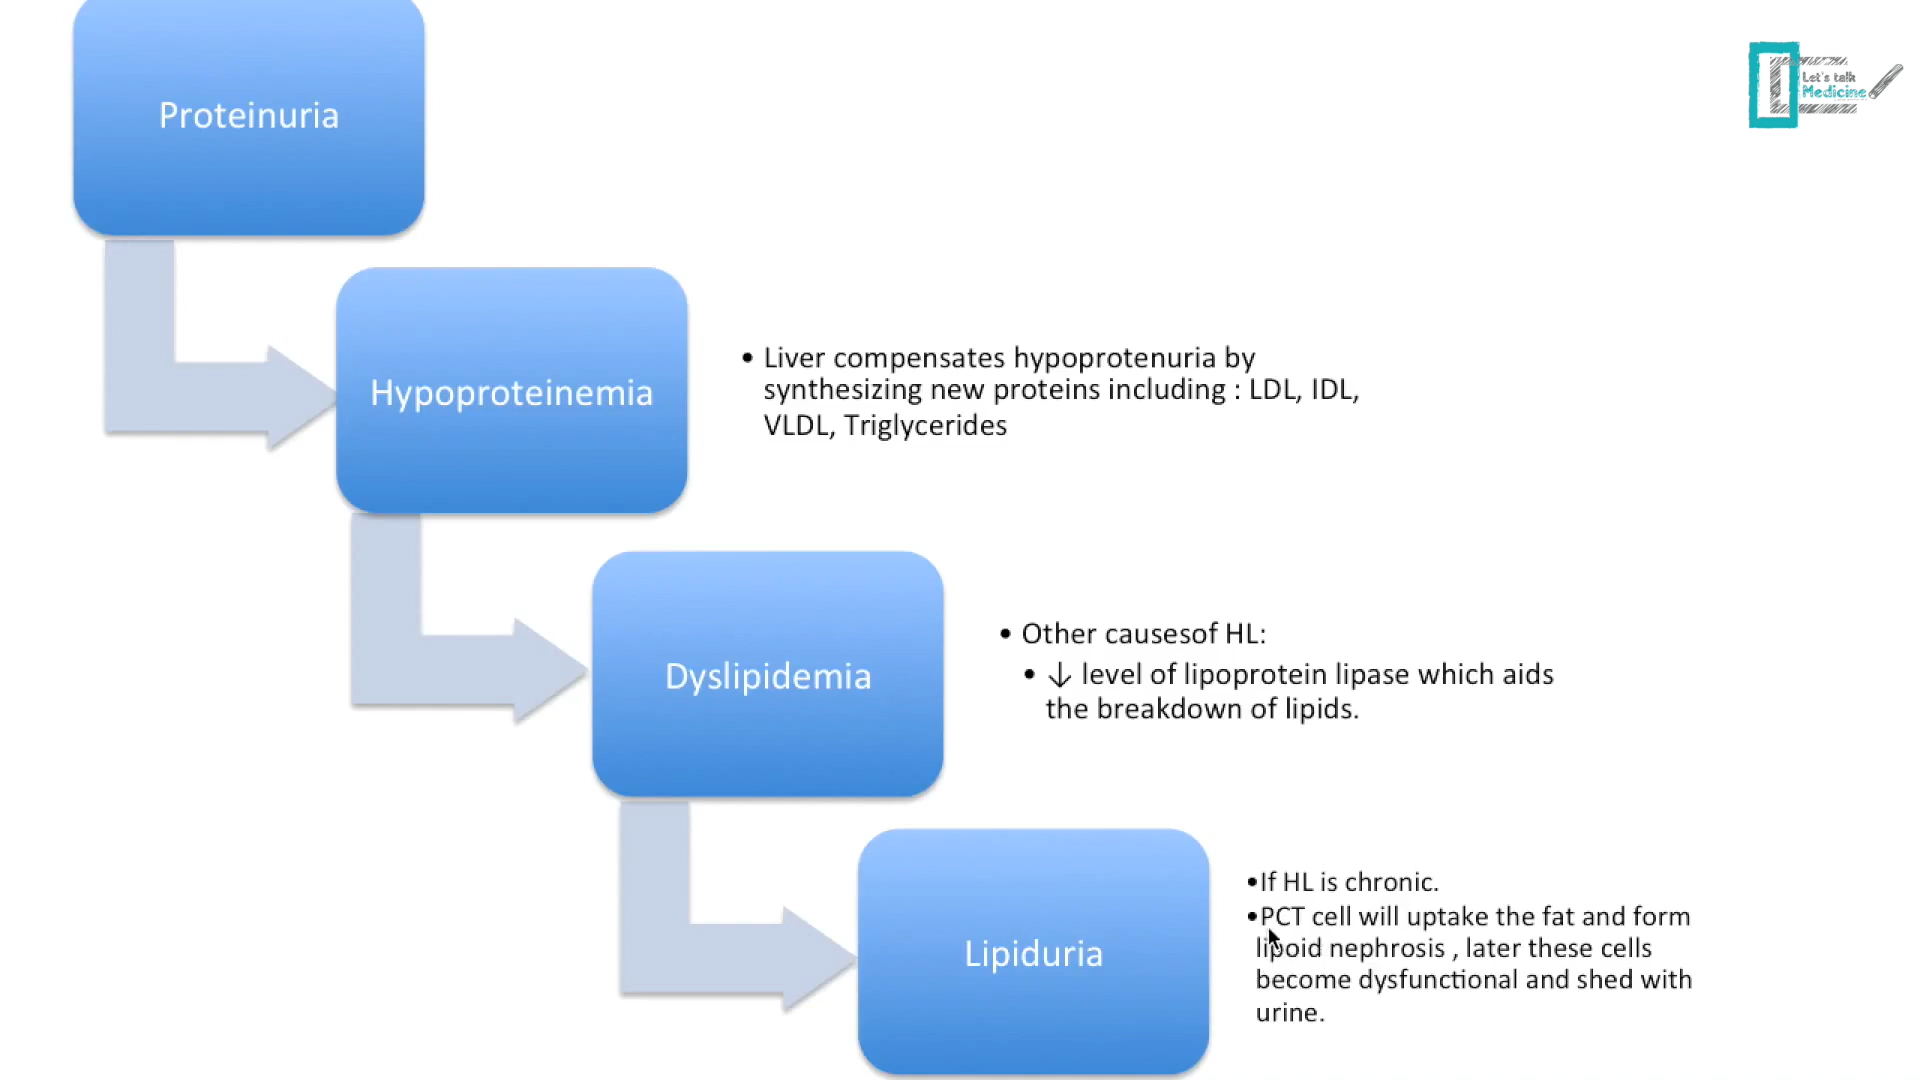 Let's talk
Medicine
Proteinuria
Hypoproteinemia
• Liver compensates hypoprotenuria by
synthesizing new proteins including : LDL, IDL,
VLDL, Triglycerides
Dyslipidemia
• Other causesof HL:
• ↓ level of lipoprotein lipase which aids
the breakdown of lipids.
Lipiduria
•If HL is chronic.
•PCT cell will uptake the fat and form
lipoid nephrosis , later these cells
become dysfunctional and shed with
urine.